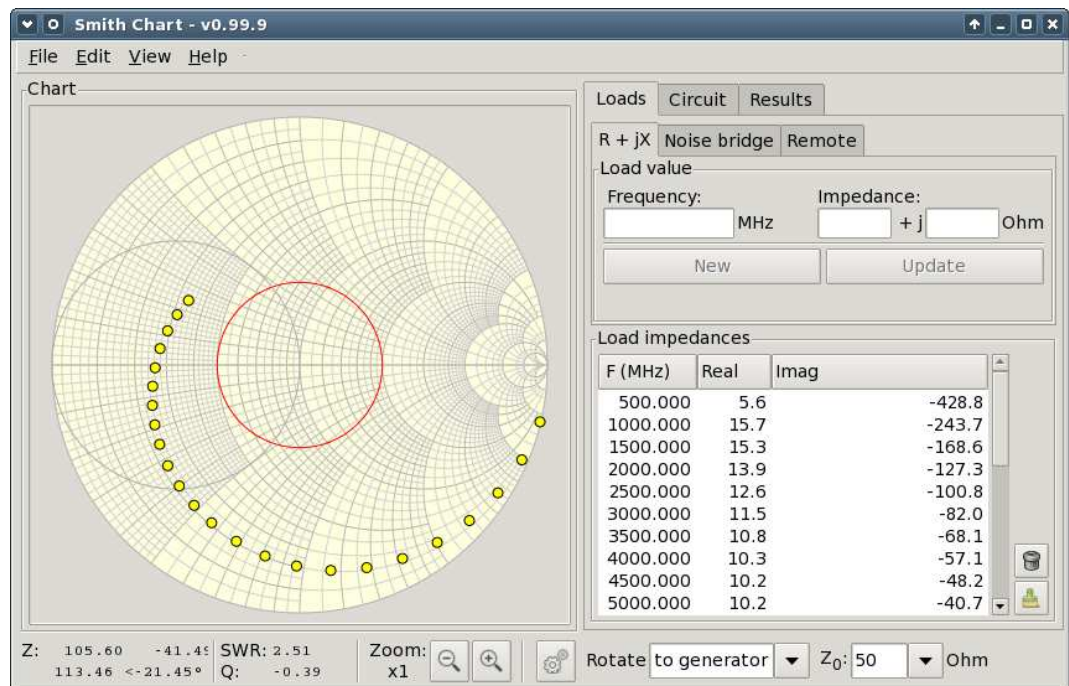 Smith Chart - v0.99.9
File Edit View Help
Chart
Loads Circuit Results
R + jX Noise bridge Remote
Load value
Frequency: Impedance:
MHz + j Ohm
New Update
Load impedances
F (MHz) Real Imag
500.000 5.6 -428.8
1000.000 15.7 -243.7
1500.000 15.3 -168.6
2000.000 13.9 -127.3
2500.000 12.6 -100.8
3000.000 11.5 -82.0
3500.000 10.8 -68.1
4000.000 10.3 -57.1
4500.000 10.2 -48.2
5000.000 10.2 -40.7
Z: 105.60 SWR: 2.51 Zoom:
113.46 <-21.45° Q: -0.39 x1
Rotate to generator Z0: 50 Ohm